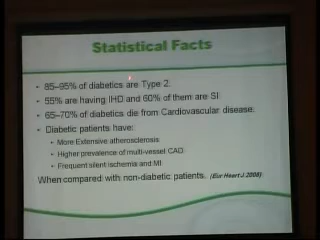 Statistical Facts
• 85–95% of diabetics are Type 2.
• 55% are having IHD and 60% of them are SI
• 65–70% of diabetics die from Cardiovascular disease.
• Diabetic patients have:
• More Extensive atherosclerosis
• Higher prevalence of multi-vessel CAD.
• Frequent silent ischemia and MI
When compared with non-diabetic patients. (Eur Heart J 2008)